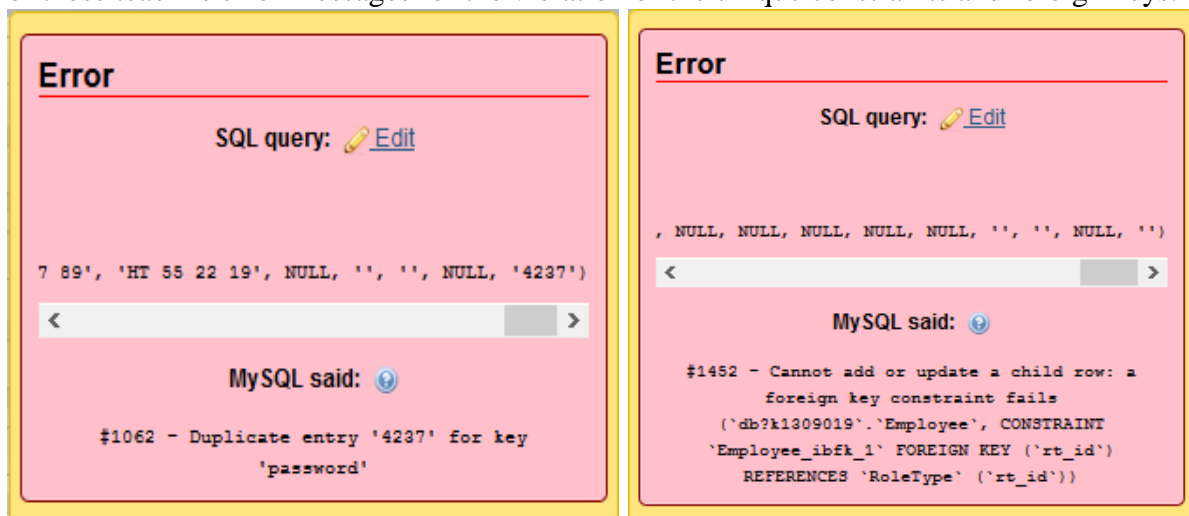 Error
SQL query: Edit
7 89', 'HT 55 22 19', NULL, '', '', NULL, '4237')
MySQL said:
#1062 - Duplicate entry '4237' for key
'password'
Error
SQL query: Edit
, NULL, NULL, NULL, NULL, NULL, '', '', NULL, '')
MySQL said:
#1452 - Cannot add or update a child row: a
foreign key constraint fails
(`db?k1309019`.`Employee`, CONSTRAINT
`Employee_ibfk_1` FOREIGN KEY (`rt_id`)
REFERENCES `RoleType` (`rt_id`))